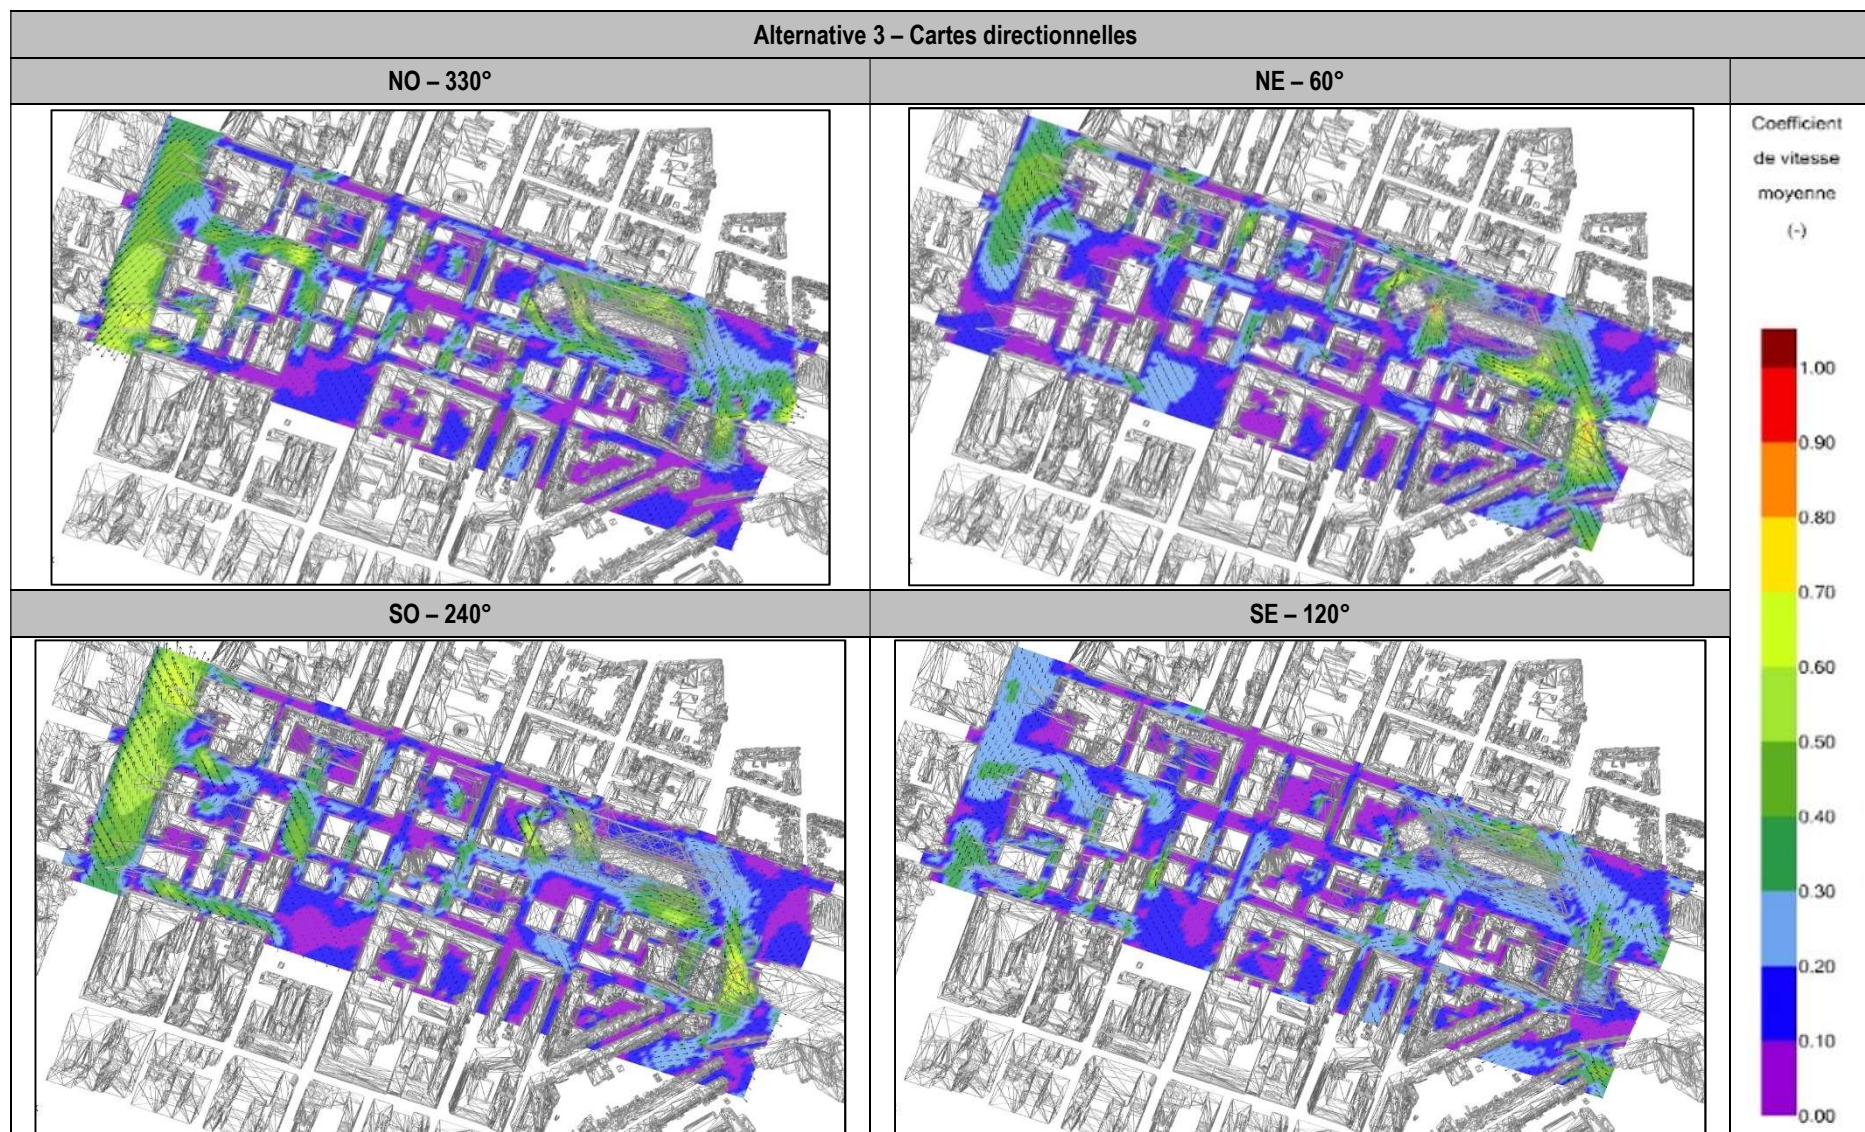 Alternative 3 – Cartes directionnelles
NO – 330°
NE – 60°
Coefficient
de vitesse
moyenne
(-)
1.00
0.90
0.80
0.70
0.60
0.50
0.40
0.30
0.20
0.10
0.00
SO – 240°
SE – 120°